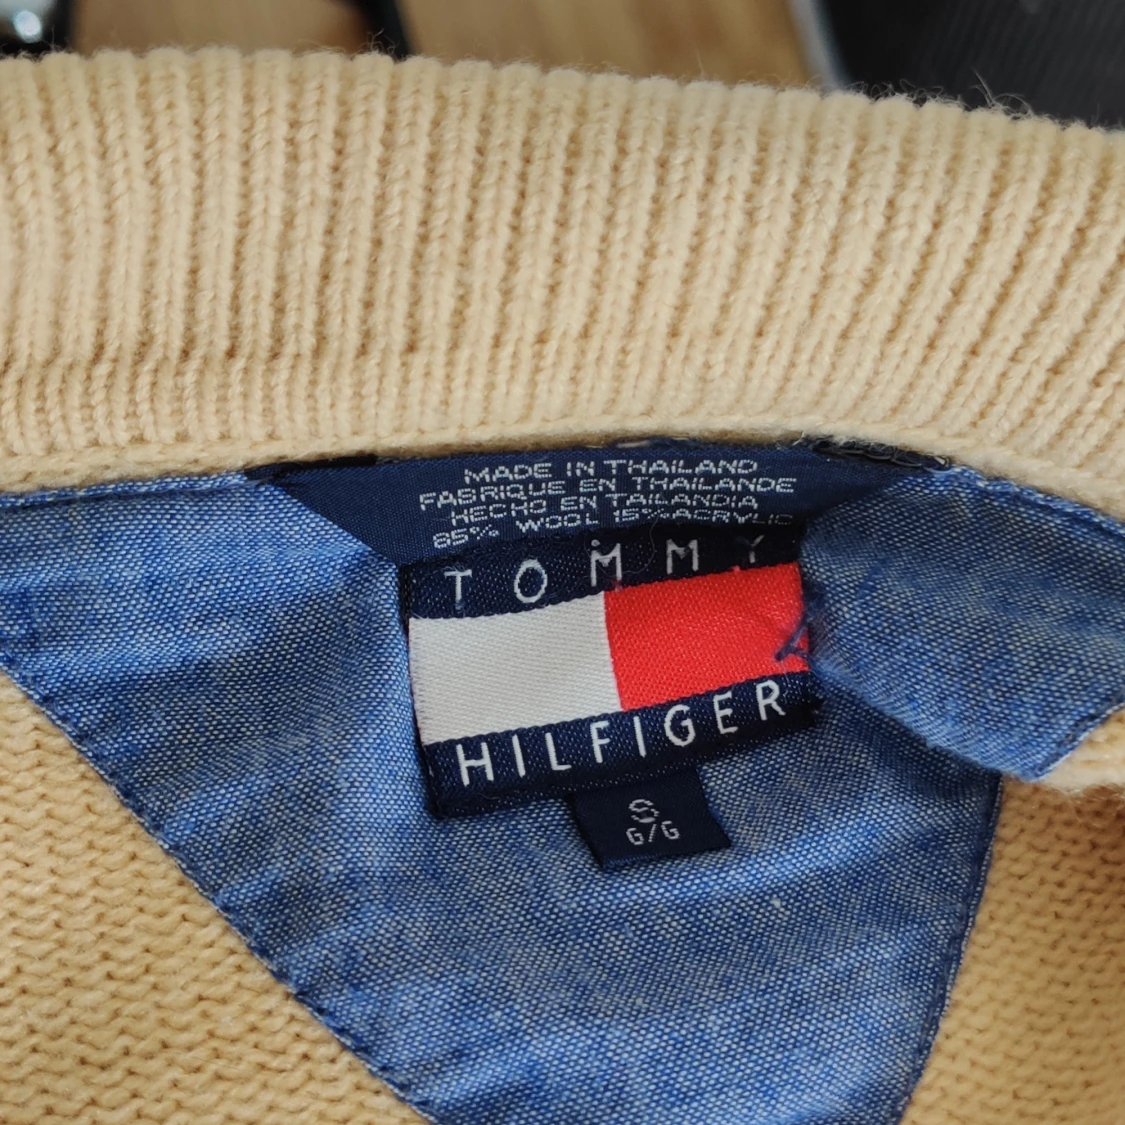 MADE IN THAILAND
FABRIQUE EN THAILANDE
HECHO EN TAILANDIA
85% WOOL 15% ACRYLIC
TOMMY
HILFIGER
S
G/G